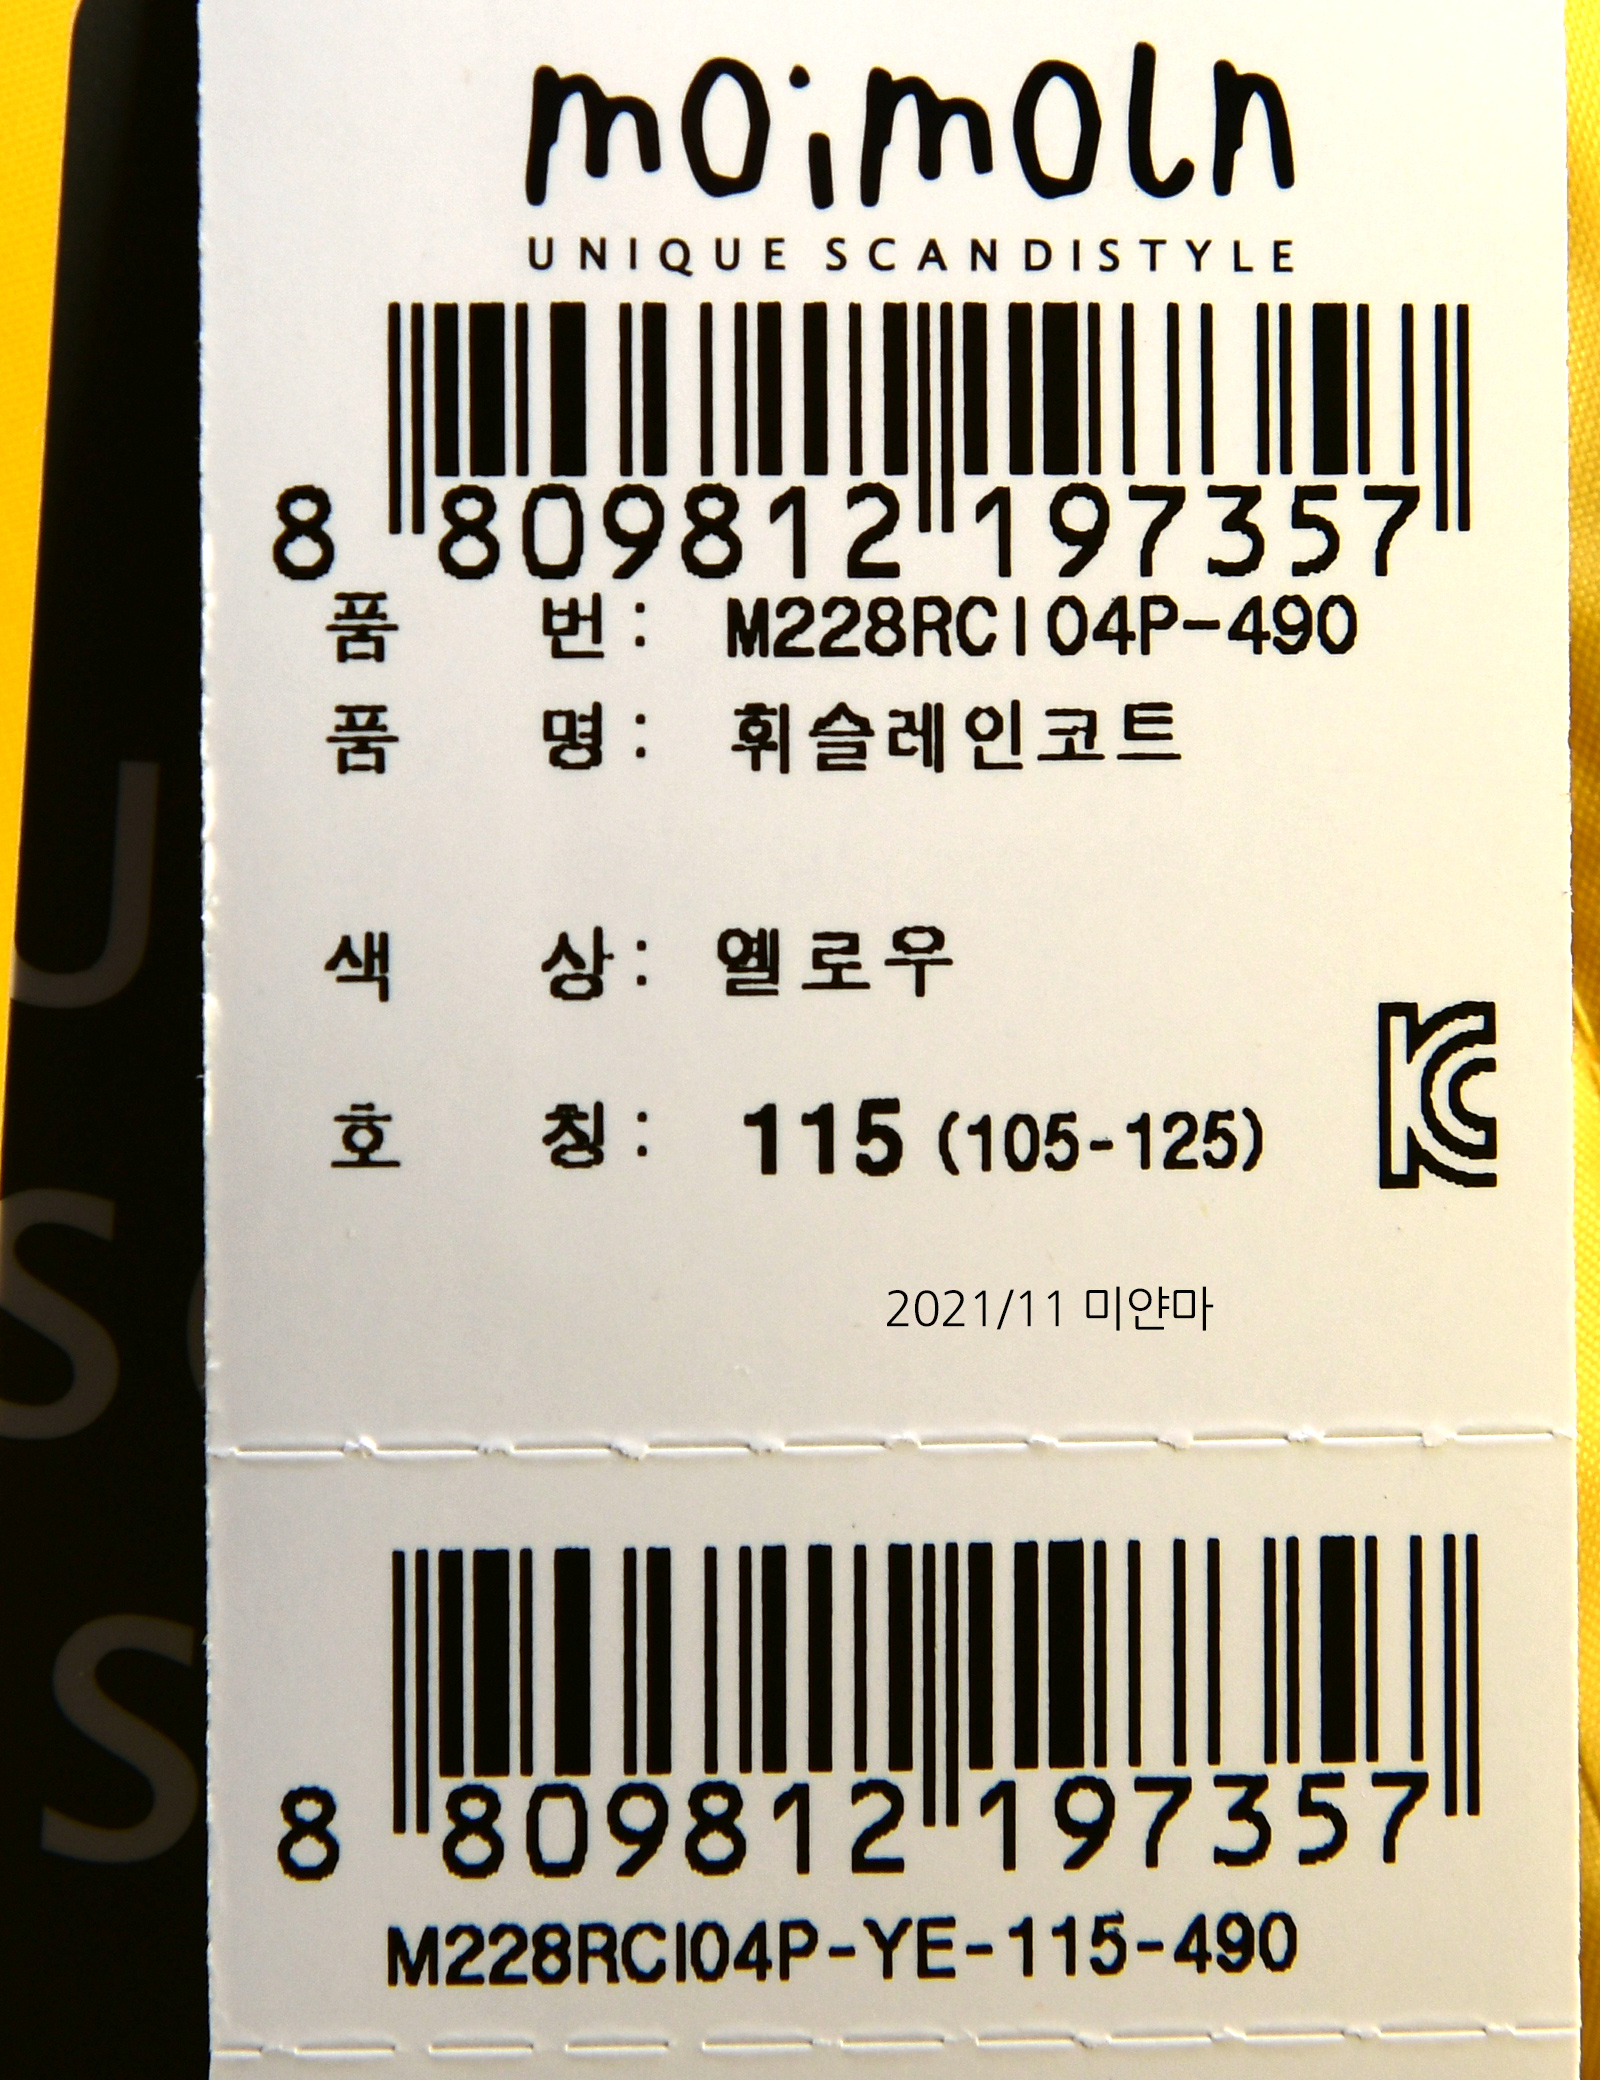 moimoln
UNIQUE SCANDISTYLE
8 809812 197357
품 번 : M228RCI04P-490
품 명 : 휘슬레인코트
색 상 : 옐로우
호 칭 : 115 (105-125)
KC
2021/11 미얀마
8 809812 197357
M228RCI04P-YE-115-490
U
S
S